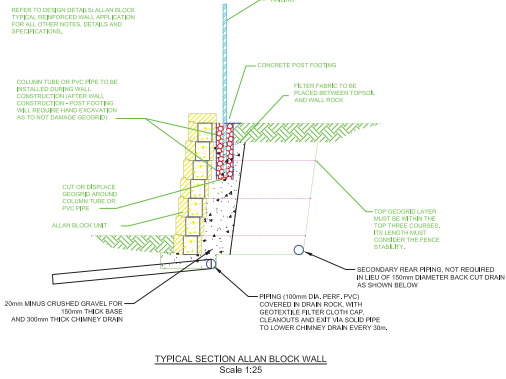 REFER TO DESIGN DETAILS: ALLAN BLOCK
TYPICAL REINFORCED WALL APPLICATION
FOR ALL OTHER NOTES, DETAILS AND
SPECIFICATIONS.
CONCRETE POST FOOTING
COLUMN TUBE OR PVC PIPE TO BE
INSTALLED DURING WALL
CONSTRUCTION (AFTER WALL
CONSTRUCTION - POST FOOTING
WILL REQUIRE HAND EXCAVATION
AS TO NOT DAMAGE GEOGRID)
FILTER FABRIC TO BE
PLACED BETWEEN TOPSOIL
AND WALL ROCK
CUT OR DISPLACE
GEOGRID AROUND
COLUMN TUBE OR
PVC PIPE
ALLAN BLOCK UNIT
TOP GEOGRID LAYER
MUST BE WITHIN THE
TOP THREE COURSES.
ITS LENGTH MUST
CONSIDER THE FENCE
STABILITY.
SECONDARY REAR PIPING, NOT REQUIRED
IN LIEU OF 150mm DIAMETER BACK CUT DRAIN
AS SHOWN BELOW
20mm MINUS CRUSHED GRAVEL FOR
150mm THICK BASE
AND 300mm THICK CHIMNEY DRAIN
PIPING (100mm DIA. PERF. PVC)
COVERED IN DRAIN ROCK, WITH
GEOTEXTILE FILTER CLOTH CAP.
CLEANOUTS AND EXIT VIA SOLID PIPE
TO LOWER CHIMNEY DRAIN EVERY 30m.
TYPICAL SECTION ALLAN BLOCK WALL
Scale 1:25